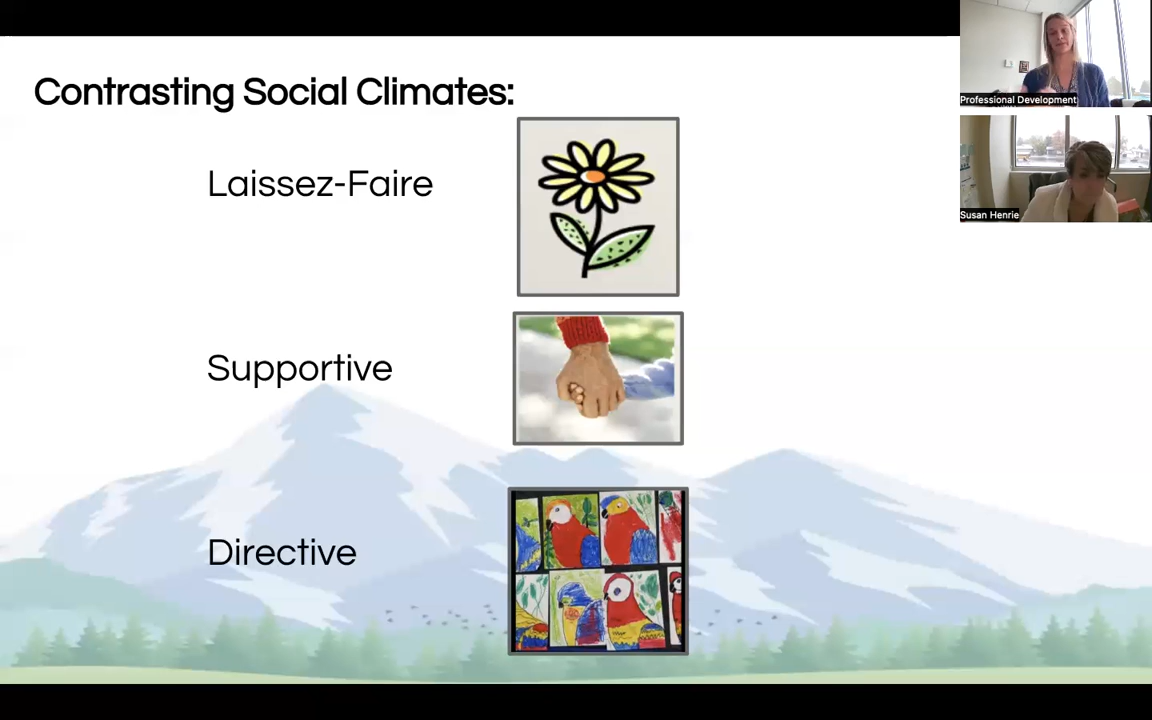 Contrasting Social Climates:
Laissez-Faire
Supportive
Directive
Professional Development
Susan Henrie